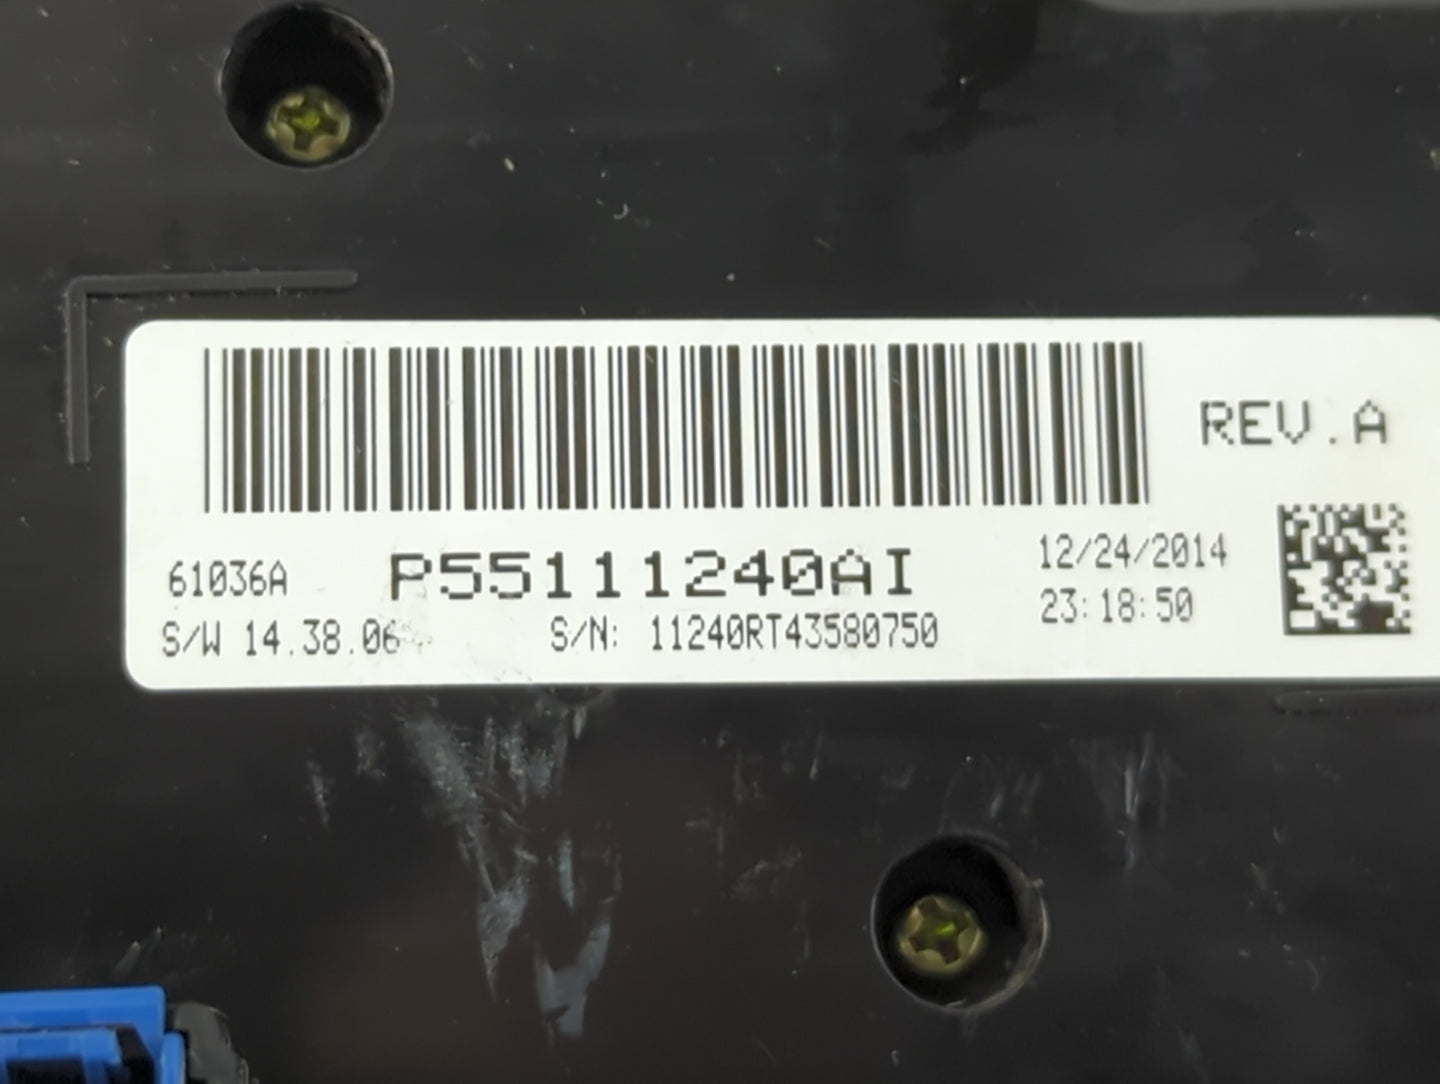 REV.A
61036A P55111240AI 12/24/2014
23:18:50
S/W 14.38.06 S/N: 11240RT43580750